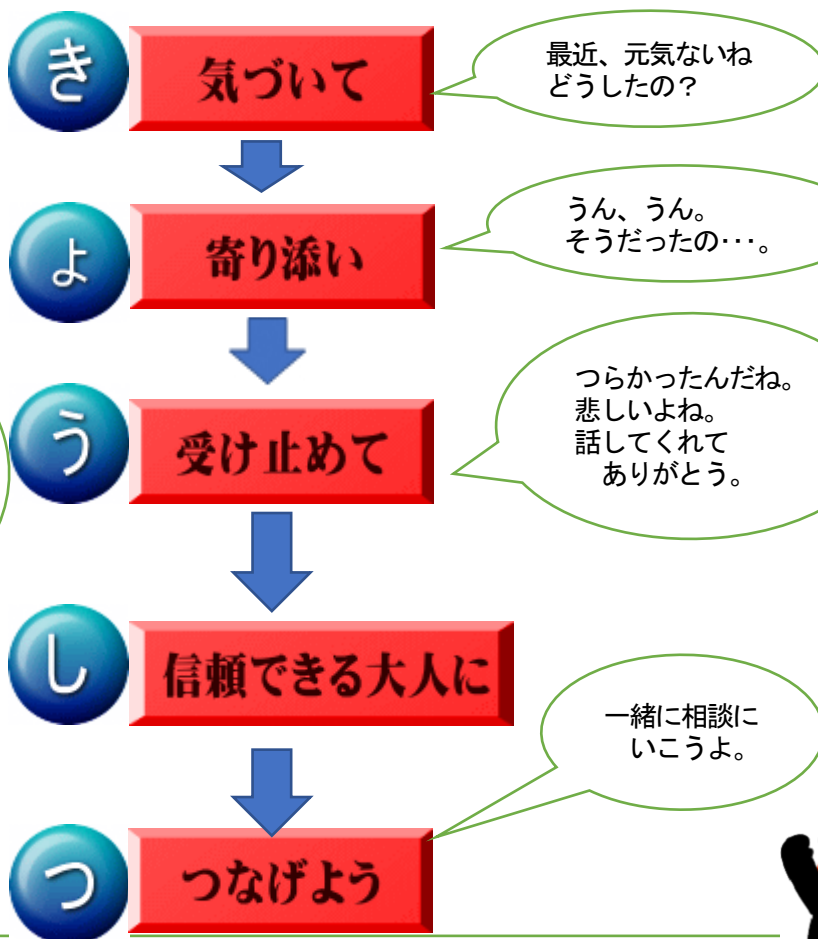 き
気づいて
最近、元気ないね
どうしたの？
よ
寄り添い
うん、うん。
そうだったの･･･。
う
受け止めて
つらかったんだね。
悲しいよね。
話してくれて
ありがとう。
し
信頼できる大人に
一緒に相談に
いこうよ。
つ
つなげよう